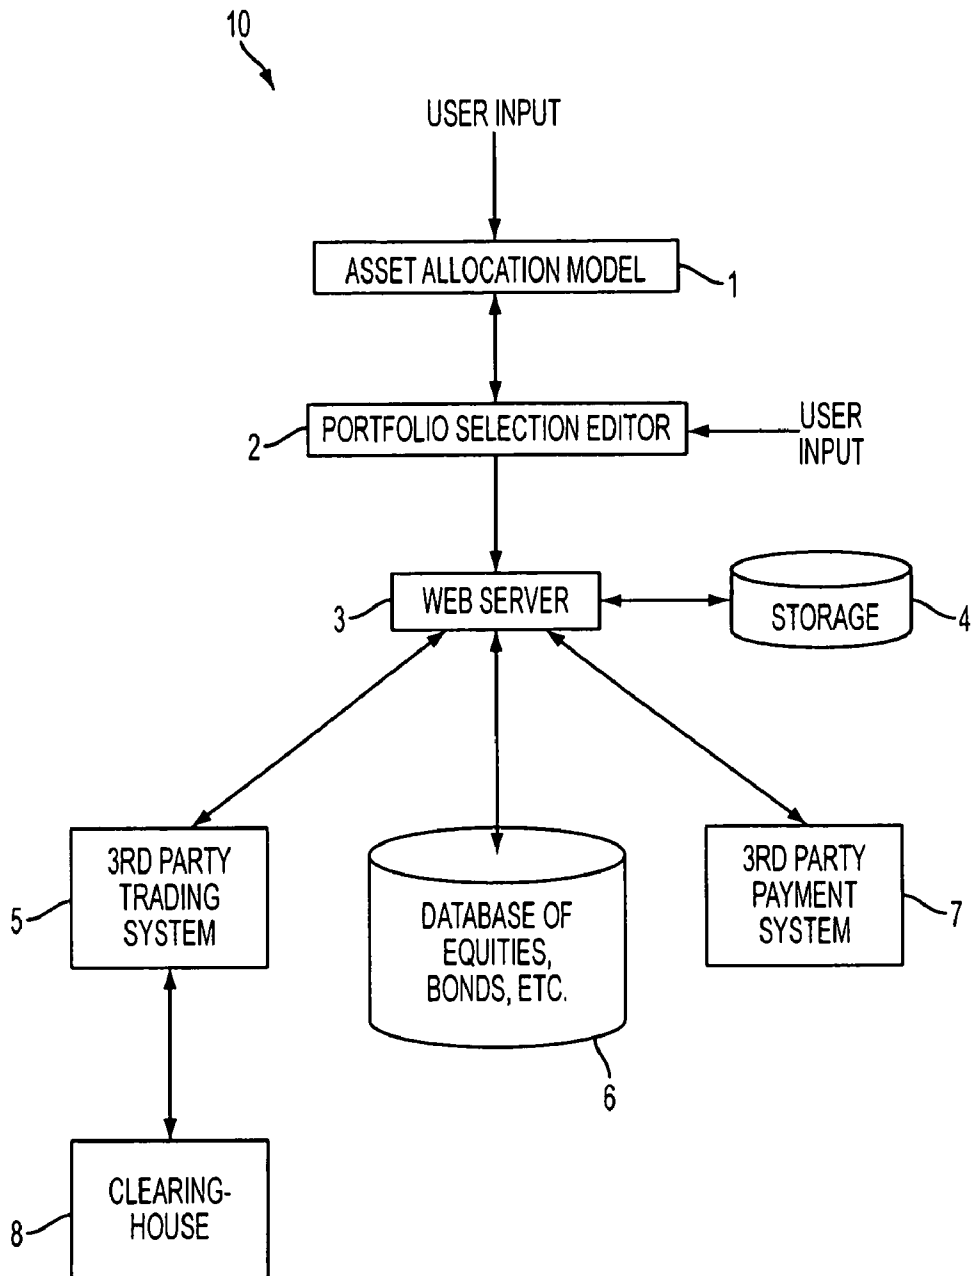 10
USER INPUT
ASSET ALLOCATION MODEL
1
PORTFOLIO SELECTION EDITOR
2
USER
INPUT
WEB SERVER
3
STORAGE
4
3RD PARTY
TRADING
SYSTEM
5
DATABASE OF
EQUITIES,
BONDS, ETC.
6
3RD PARTY
PAYMENT
SYSTEM
7
CLEARING-
HOUSE
8